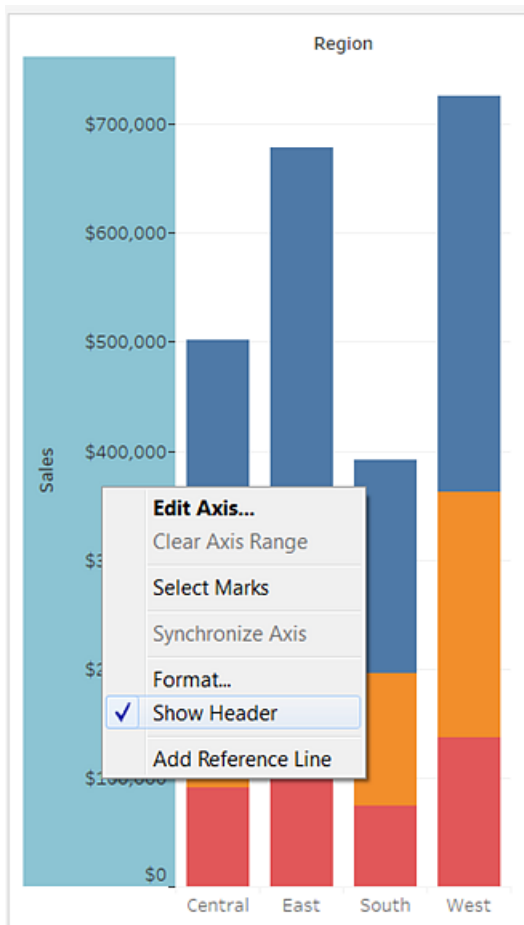 Region
$700,000
$600,000
$500,000
$400,000
Sales
Edit Axis...
Clear Axis Range
Select Marks
Synchronize Axis
Format...
Show Header
Add Reference Line
$0
Central East South West